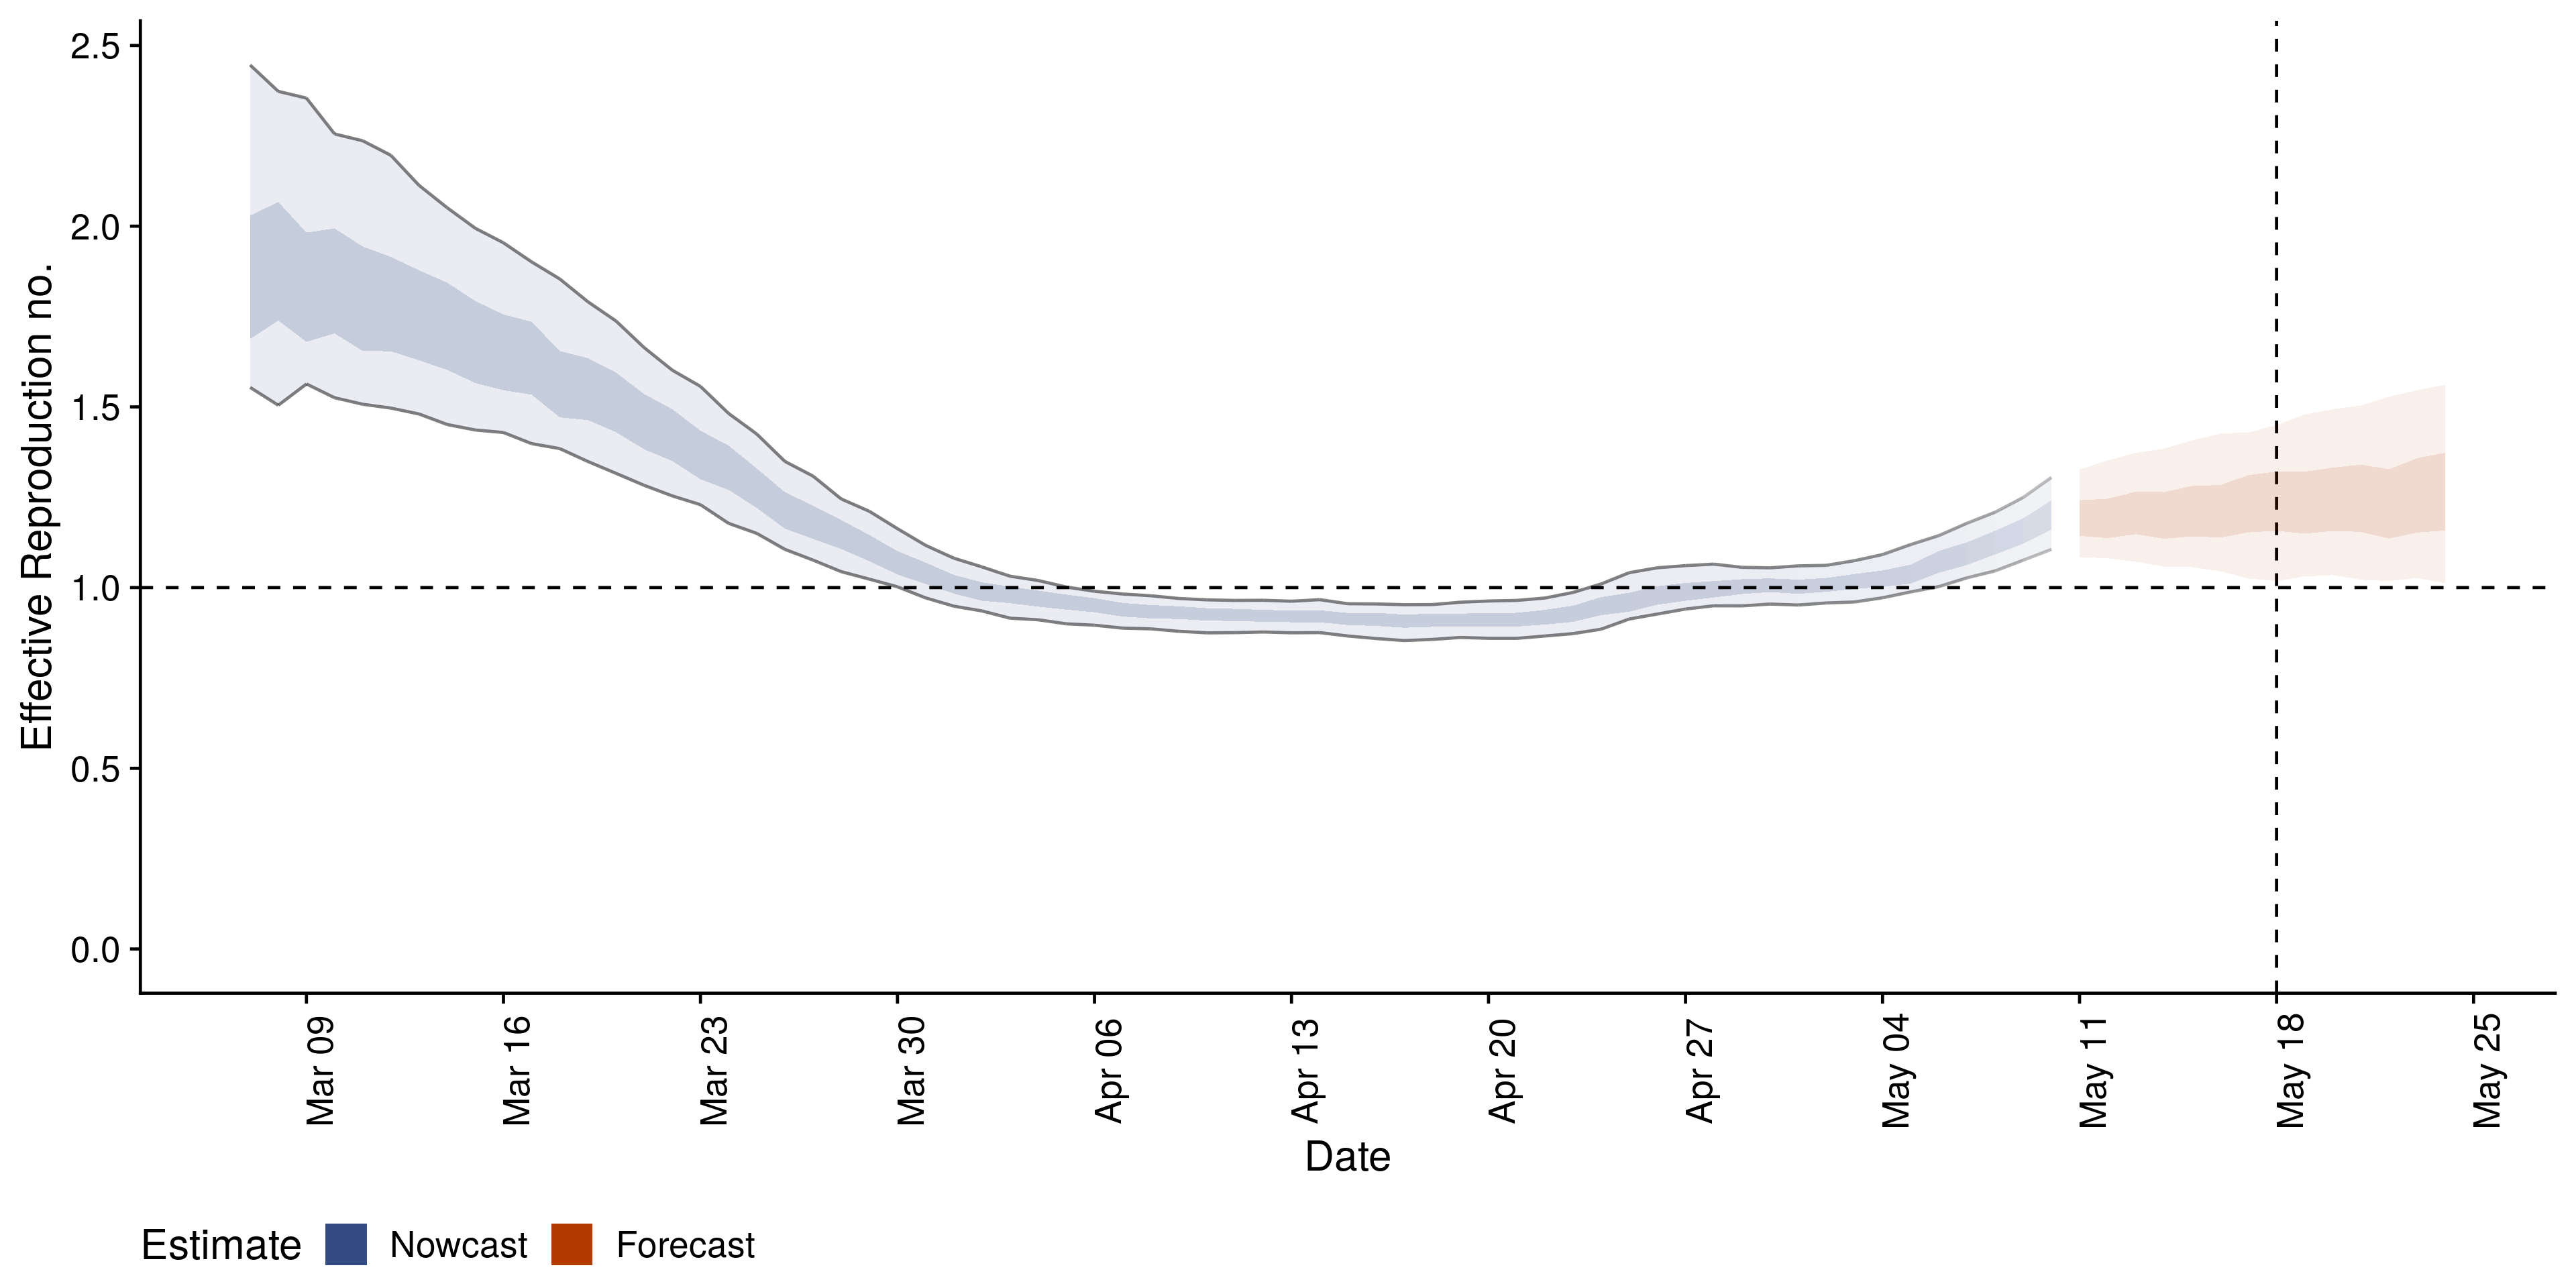 Effective Reproduction no.
2.5
2.0
1.5
1.0
0.5
0.0
Mar 09
Mar 16
Mar 23
Mar 30
Apr 06
Apr 13
Apr 20
Apr 27
May 04
May 11
May 18
May 25
Date
Estimate Nowcast Forecast